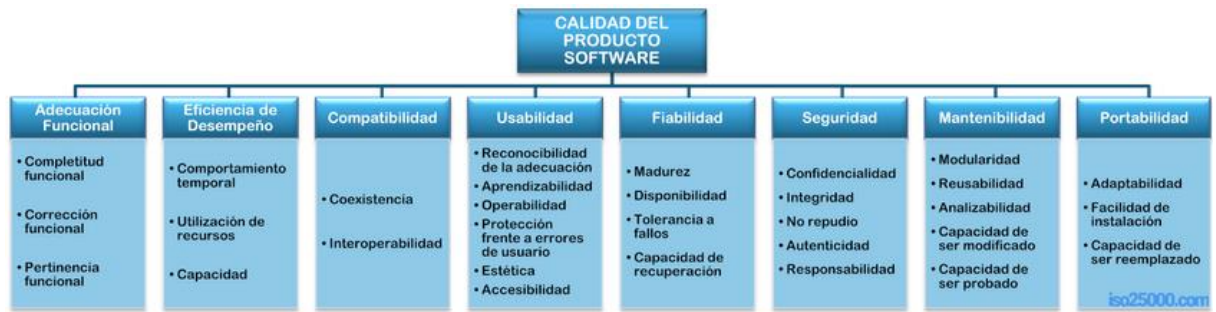 CALIDAD DEL
PRODUCTO
SOFTWARE
Adecuación
Funcional
• Completitud
funcional
• Corrección
funcional
• Pertinencia
funcional
Eficiencia de
Desempeño
• Comportamiento
temporal
• Utilización de
recursos
• Capacidad
Compatibilidad
• Coexistencia
• Interoperabilidad
Usabilidad
• Reconocibilidad
de la adecuación
• Aprendizabilidad
• Operabilidad
• Protección
frente a errores
de usuario
• Estética
• Accesibilidad
Fiabilidad
• Madurez
• Disponibilidad
• Tolerancia a
fallos
• Capacidad de
recuperación
Seguridad
• Confidencialidad
• Integridad
• No repudio
• Autenticidad
• Responsabilidad
Mantenibilidad
• Modularidad
• Reusabilidad
• Analizabilidad
• Capacidad de
ser modificado
• Capacidad de
ser probado
Portabilidad
• Adaptabilidad
• Facilidad de
instalación
• Capacidad de
ser reemplazado
iso25000.com